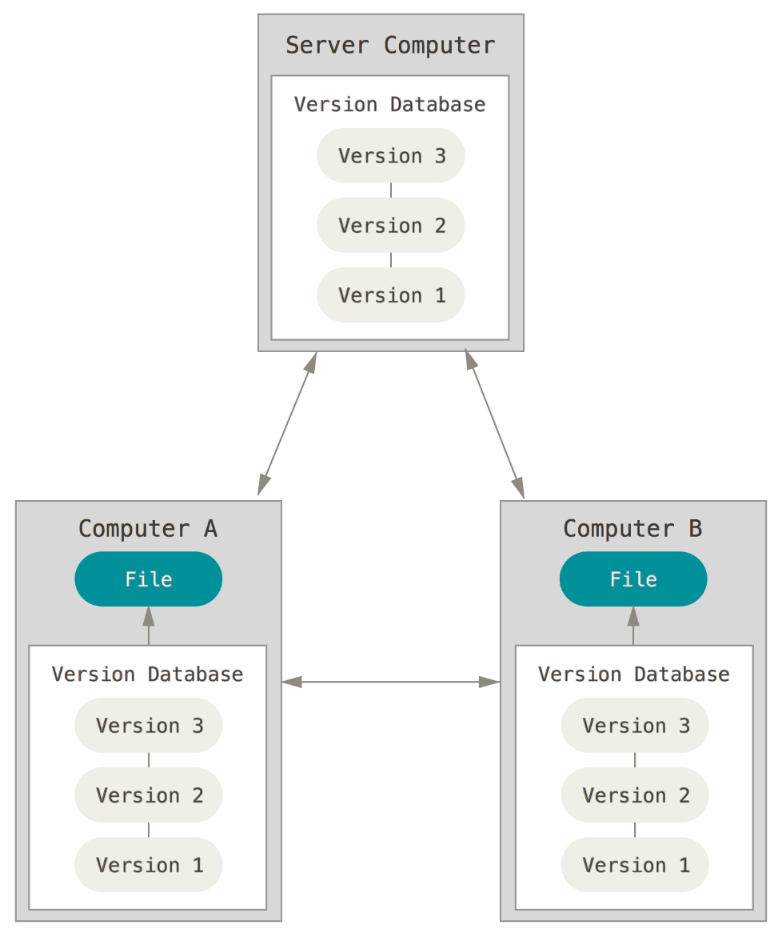 Server Computer
Version Database
Version 3
Version 2
Version 1
Computer A
File
Version Database
Version 3
Version 2
Version 1
Computer B
File
Version Database
Version 3
Version 2
Version 1